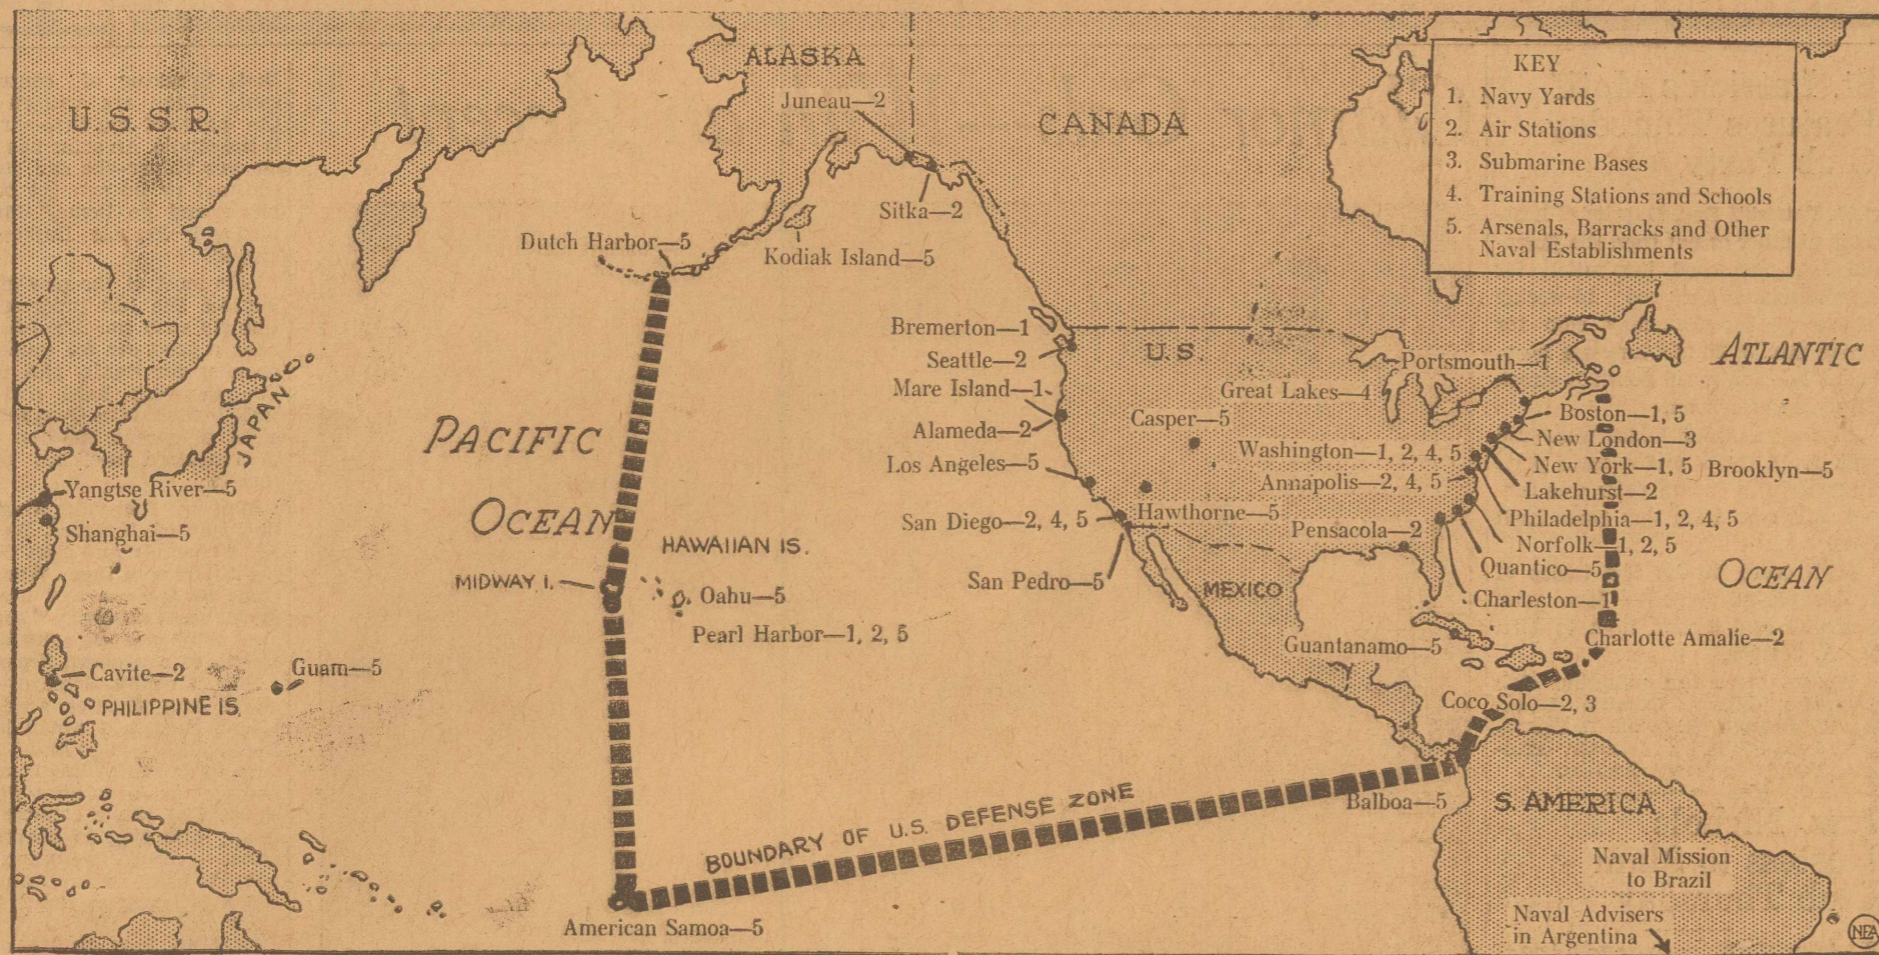 U.S.S.R.
ALASKA
Juneau—2
CANADA
KEY
1. Navy Yards
2. Air Stations
3. Submarine Bases
4. Training Stations and Schools
5. Arsenals, Barracks and Other
Naval Establishments
Sitka—2
Dutch Harbor—5
Kodiak Island—5
Bremerton—1
Seattle—2
Mare Island—1
Alameda—2
Los Angeles—5
San Diego—2, 4, 5
San Pedro—5
U.S.
Portsmouth—1
Great Lakes—4
Casper—5
Washington—1, 2, 4, 5
Annapolis—2, 4, 5
Hawthorne—5
Pensacola—2
MEXICO
ATLANTIC
OCEAN
Boston—1, 5
New London—3
New York—1, 5 Brooklyn—5
Lakehurst—2
Philadelphia—1, 2, 4, 5
Norfolk—1, 2, 5
Quantico—5
Charleston—1
Charlotte Amalie—2
Guantanamo—5
Coco Solo—2, 3
Balboa—5
JAPAN
PACIFIC
OCEAN
Yangtse River—5
Shanghai—5
HAWAIIAN IS.
MIDWAY I.
Oahu—5
Pearl Harbor—1, 2, 5
Cavite—2
Guam—5
PHILIPPINE IS.
BOUNDARY OF U.S. DEFENSE ZONE
American Samoa—5
S. AMERICA
Naval Mission
to Brazil
Naval Advisers
in Argentina
NEA